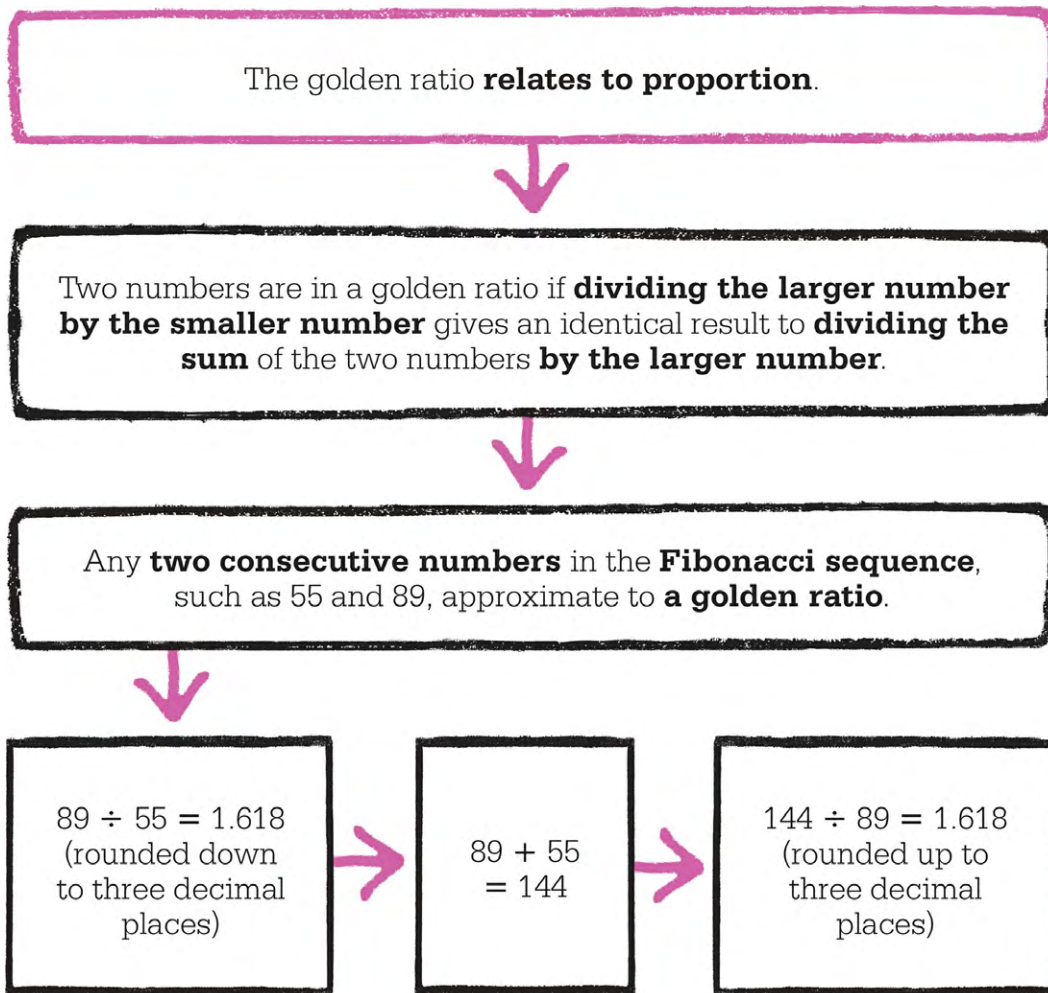 The golden ratio relates to proportion.
Two numbers are in a golden ratio if dividing the larger number
by the smaller number gives an identical result to dividing the
sum of the two numbers by the larger number.
Any two consecutive numbers in the Fibonacci sequence,
such as 55 and 89, approximate to a golden ratio.
89 ÷ 55 = 1.618
(rounded down
to three decimal
places)
89 + 55
= 144
144 ÷ 89 = 1.618
(rounded up to
three decimal
places)